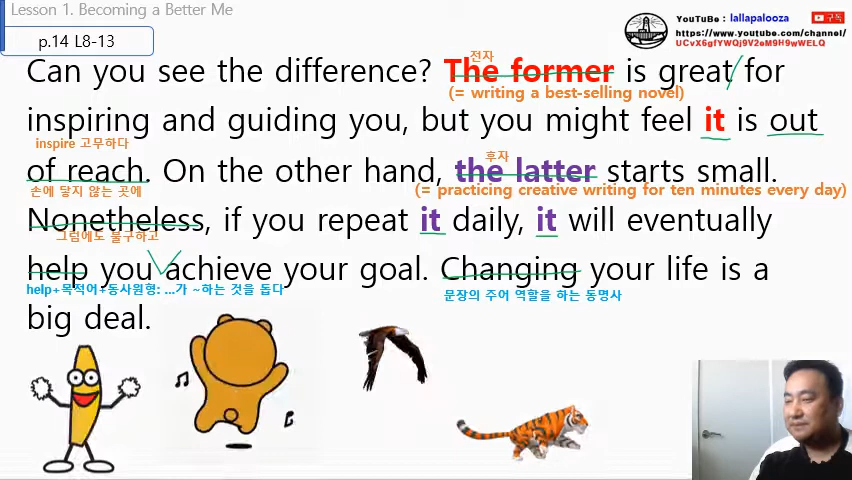 Lesson 1. Becoming a Better Me
YouTuBe : lallapalooza
구독
https://www.youtube.com/channel/
UCvX6gfYWQj9V2eM9H9wWELQ
p.14 L8-13
전자
Can you see the difference? The former is great for
(= writing a best-selling novel)
inspiring and guiding you, but you might feel it is out
inspire 고무하다
후자
of reach. On the other hand, the latter starts small.
손에 닿지 않는 곳에
(= practicing creative writing for ten minutes every day)
Nonetheless, if you repeat it daily, it will eventually
그럼에도 불구하고
help you achieve your goal. Changing your life is a
help+목적어+동사원형: ...가 ~하는 것을 돕다
문장의 주어 역할을 하는 동명사
big deal.